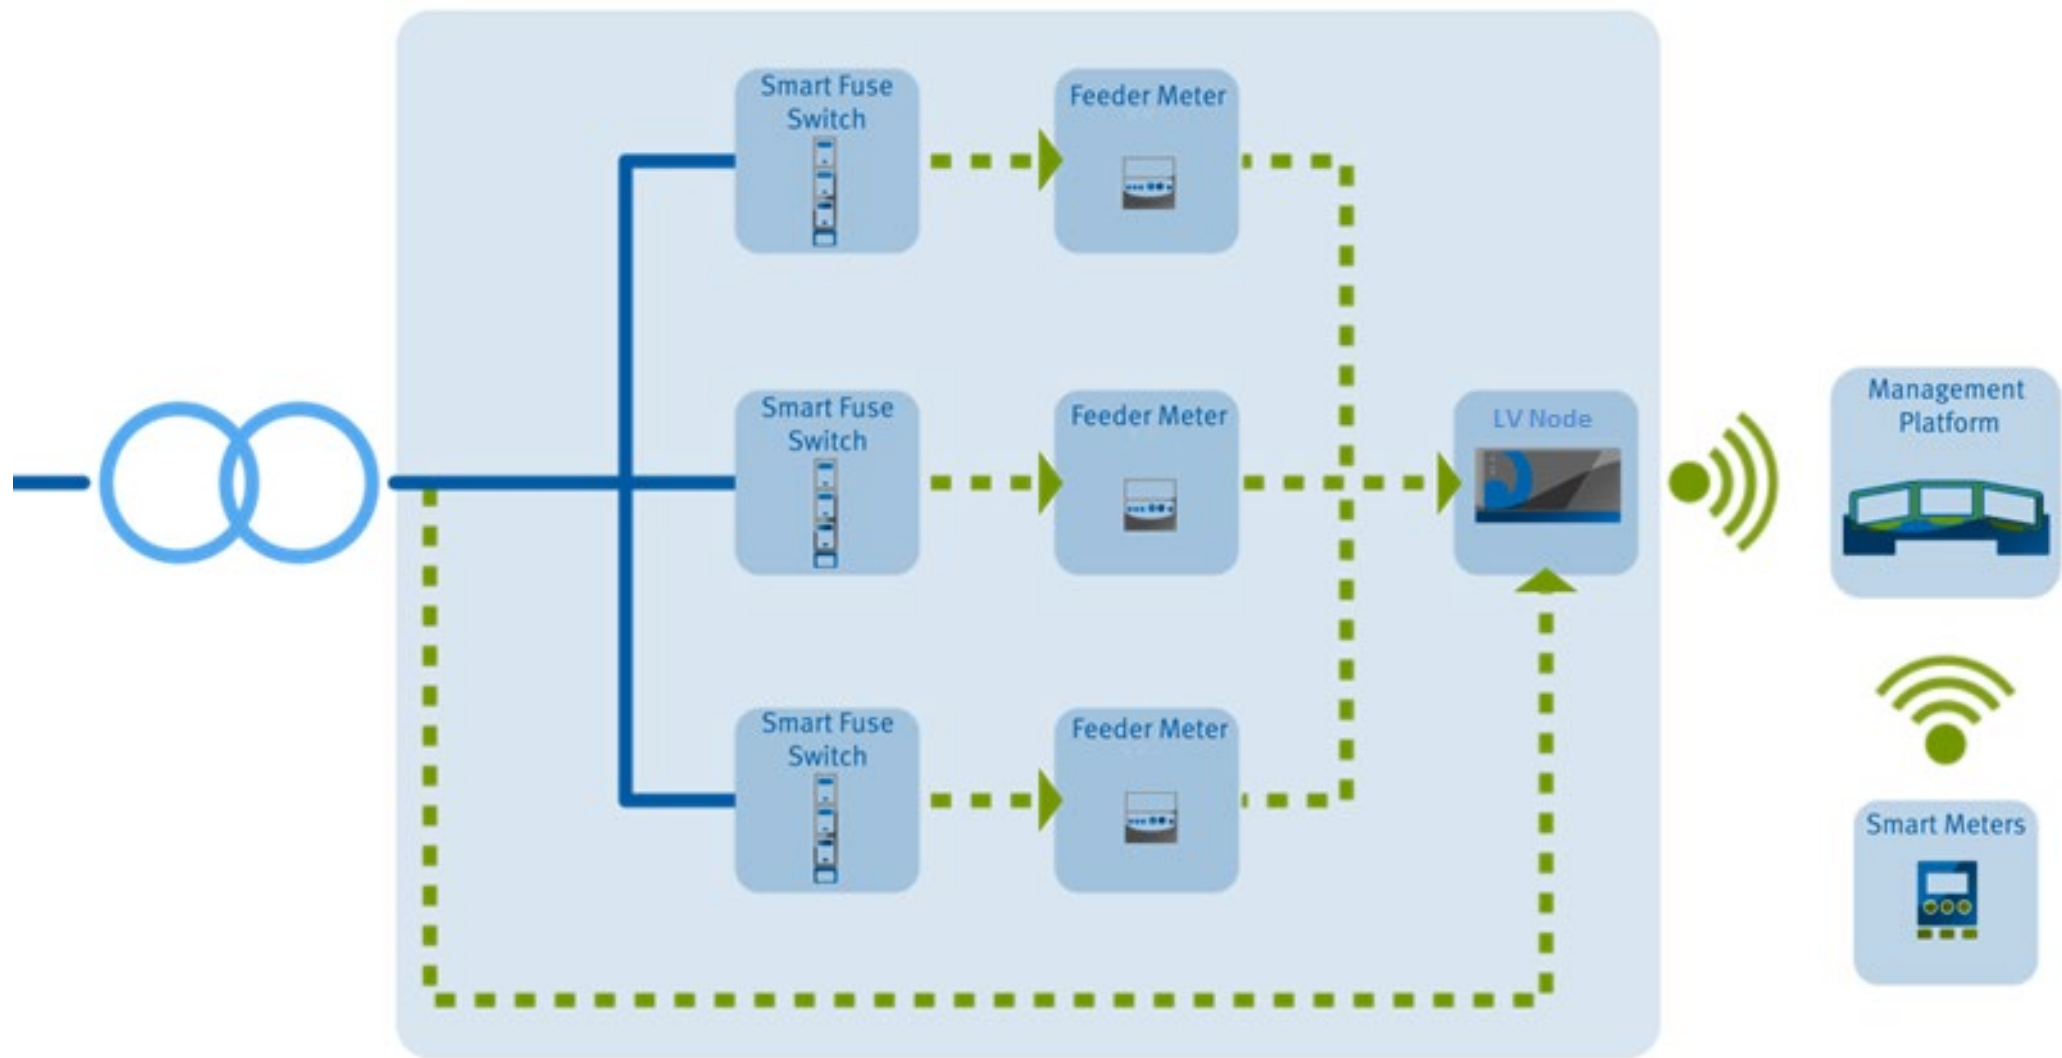 Smart Fuse
Switch
Feeder Meter
Smart Fuse
Switch
Feeder Meter
LV Node
Management
Platform
Smart Fuse
Switch
Feeder Meter
Smart Meters